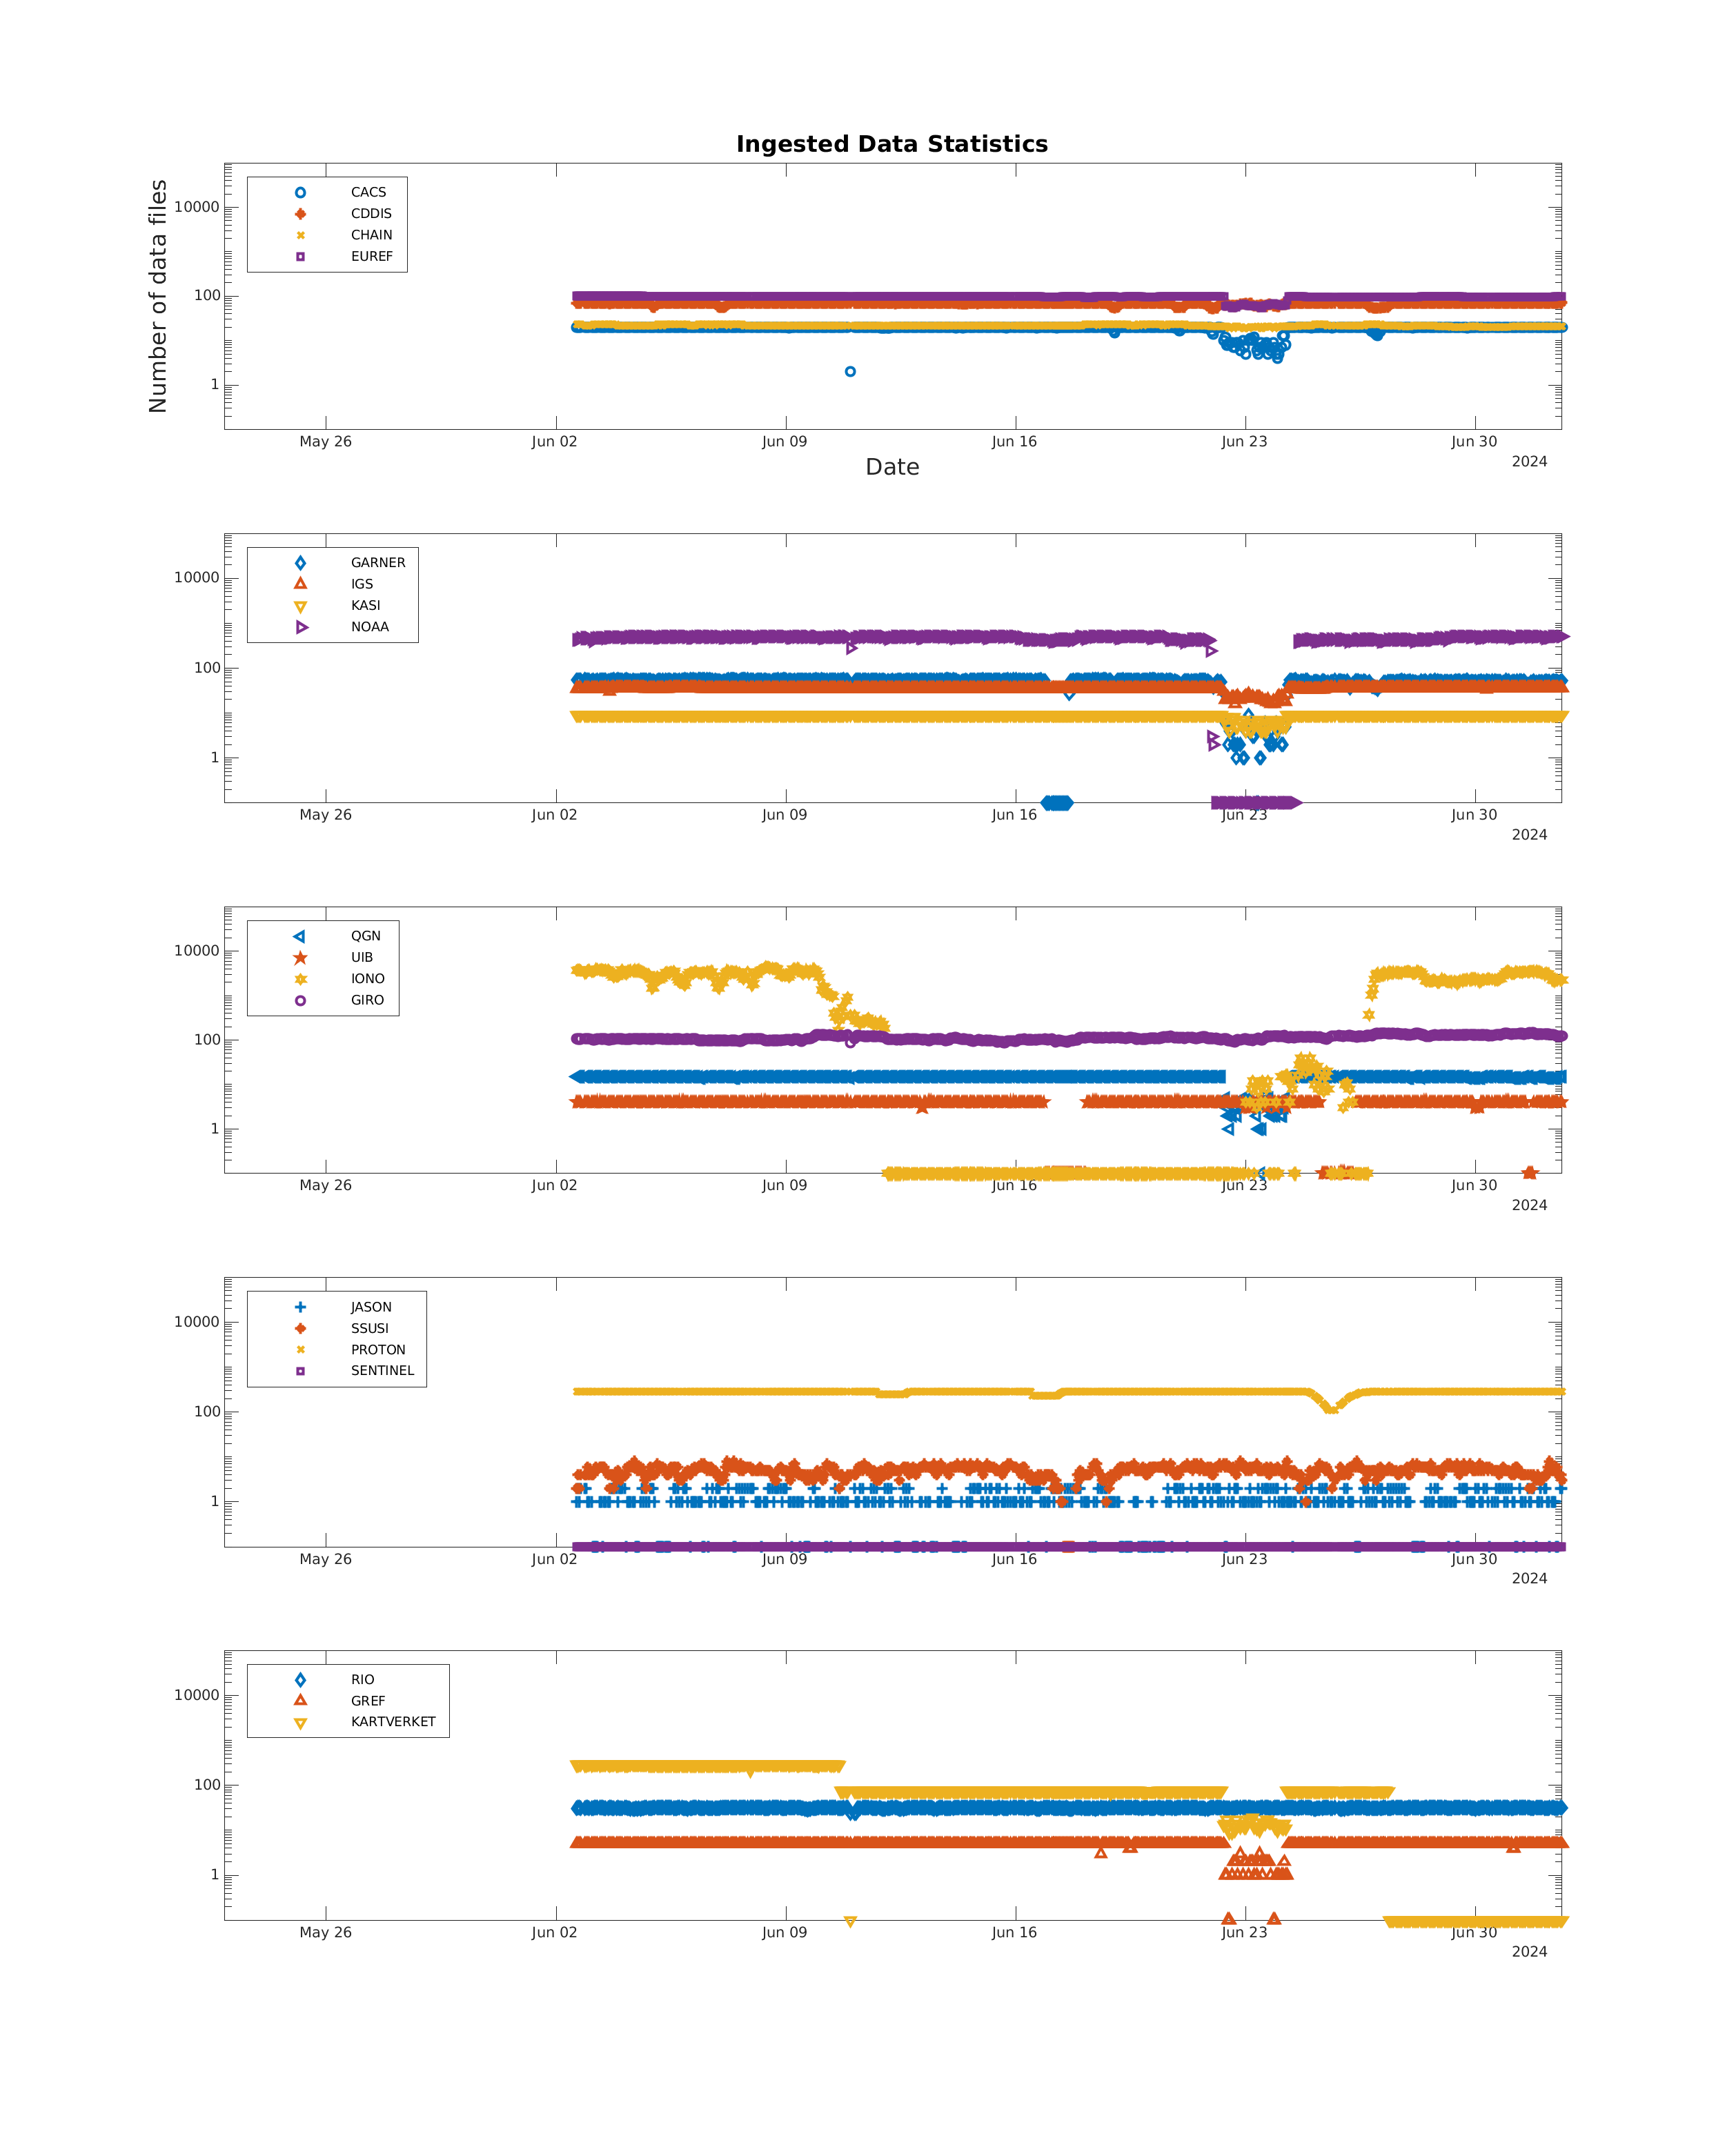 Ingested Data Statistics
Number of data files
10000
100
1
CACS
CDDIS
CHAIN
EUREF
May 26 Jun 02 Jun 09 Jun 16 Jun 23 Jun 30
2024
Date
10000
100
1
GARNER
IGS
KASI
NOAA
May 26 Jun 02 Jun 09 Jun 16 Jun 23 Jun 30
2024
10000
100
1
QGN
UIB
IONO
GIRO
May 26 Jun 02 Jun 09 Jun 16 Jun 23 Jun 30
2024
10000
100
1
JASON
SSUSI
PROTON
SENTINEL
May 26 Jun 02 Jun 09 Jun 16 Jun 23 Jun 30
2024
10000
100
1
RIO
GREF
KARTVERKET
May 26 Jun 02 Jun 09 Jun 16 Jun 23 Jun 30
2024